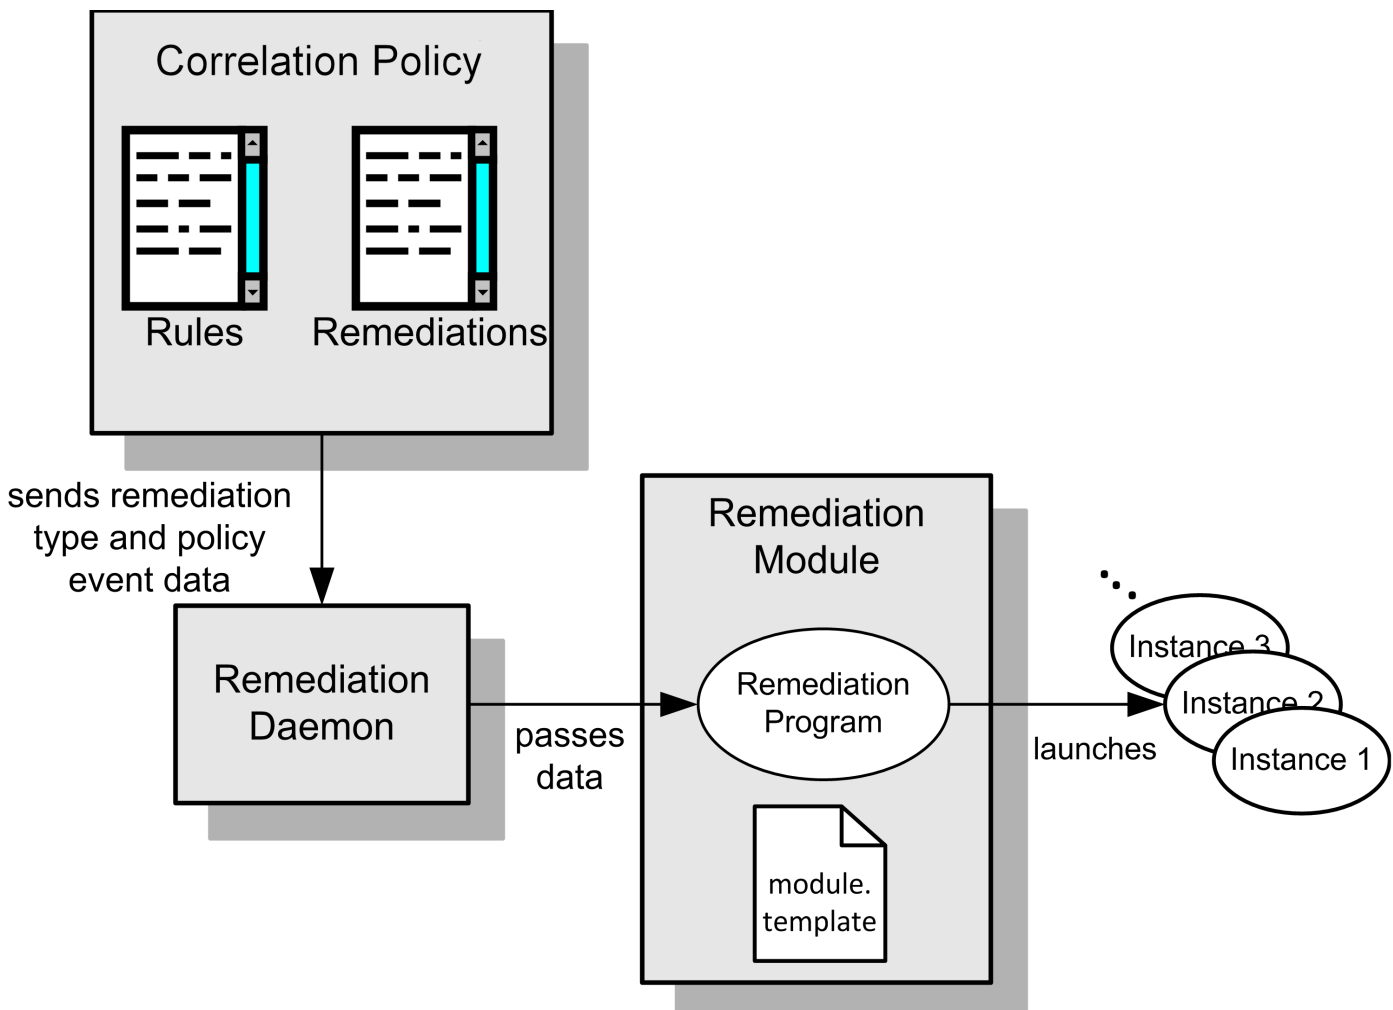 Correlation Policy
Rules
Remediations
sends remediation
type and policy
event data
Remediation
Daemon
passes
data
Remediation
Module
Remediation
Program
module.
template
launches
Instance 3
Instance 2
Instance 1